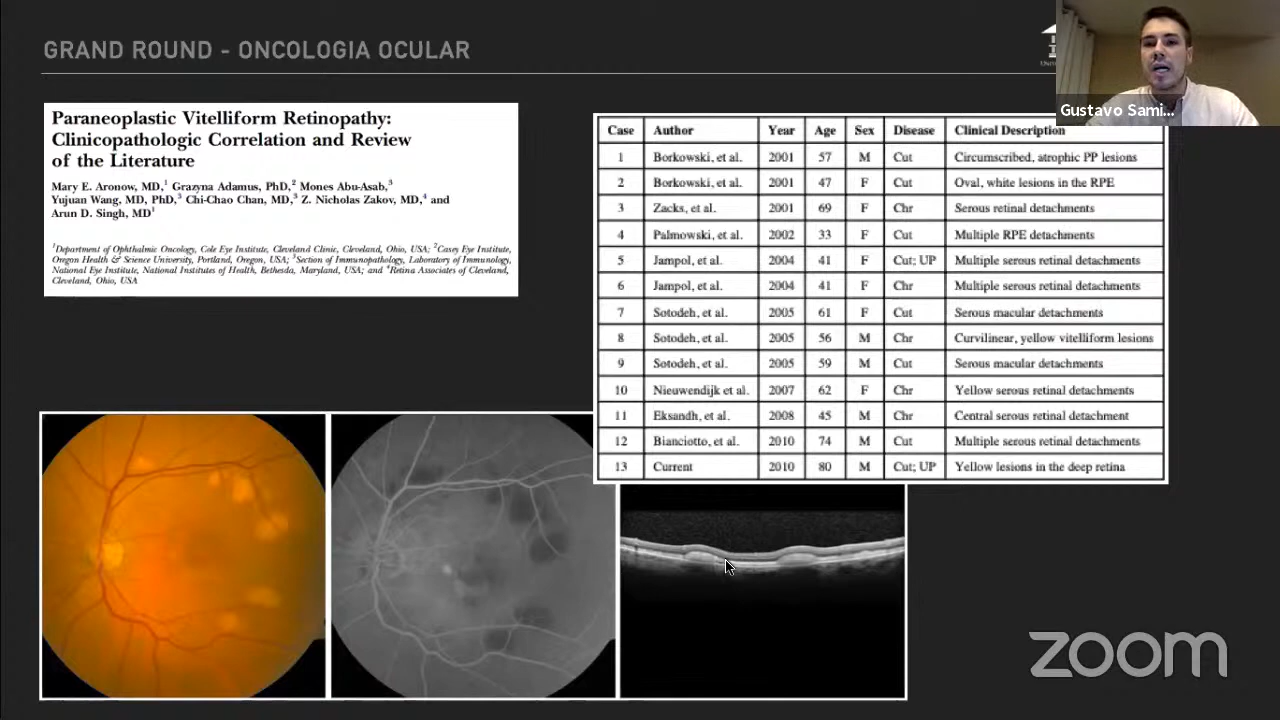 GRAND ROUND - ONCOLOGIA OCULAR
Gustavo Sami...
Paraneoplastic Vitelliform Retinopathy:
Clinicopathologic Correlation and Review
of the Literature
Mary E. Aronow, MD,1 Grazyna Adamus, PhD,2 Mones Abu-Asab,3
Yujuan Wang, MD, PhD,3 Chi-Chao Chan, MD,3 Z. Nicholas Zakov, MD,4 and
Arun D. Singh, MD1
1Department of Ophthalmic Oncology, Cole Eye Institute, Cleveland Clinic, Cleveland, Ohio, USA; 2Casey Eye Institute,
Oregon Health & Science University, Portland, Oregon, USA; 3Section of Immunopathology, Laboratory of Immunology,
National Eye Institute, National Institutes of Health, Bethesda, Maryland, USA; and 4Retina Associates of Cleveland,
Cleveland, Ohio, USA
Case Author Year Age Sex Disease Clinical Description
1 Borkowski, et al. 2001 57 M Cut Circumscribed, atrophic PP lesions
2 Borkowski, et al. 2001 47 F Cut Oval, white lesions in the RPE
3 Zacks, et al. 2001 69 F Chr Serous retinal detachments
4 Palmowski, et al. 2002 33 F Cut Multiple RPE detachments
5 Jampol, et al. 2004 41 F Cut; UP Multiple serous retinal detachments
6 Jampol, et al. 2004 41 F Chr Multiple serous retinal detachments
7 Sotodeh, et al. 2005 61 F Cut Serous macular detachments
8 Sotodeh, et al. 2005 56 M Chr Curvilinear, yellow vitelliform lesions
9 Sotodeh, et al. 2005 59 M Cut Serous macular detachments
10 Nieuwendijk et al. 2007 62 F Chr Yellow serous retinal detachments
11 Eksandh, et al. 2008 45 M Chr Central serous retinal detachment
12 Bianciotto, et al. 2010 74 M Cut Multiple serous retinal detachments
13 Current 2010 80 M Cut; UP Yellow lesions in the deep retina
zoom